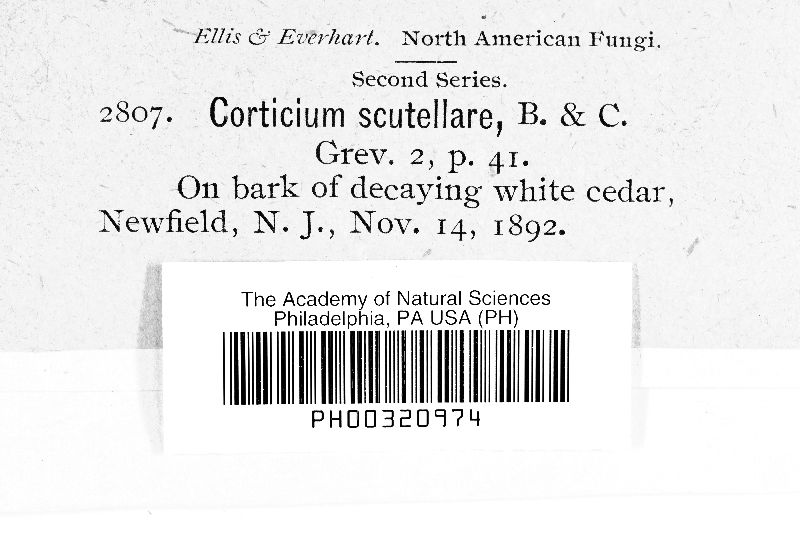 Ellis & Everhart. North American Fungi.
Second Series.
2807. Corticium scutellare, B. & C.
Grev. 2, p. 41.
On bark of decaying white cedar,
Newfield, N. J., Nov. 14, 1892.
The Academy of Natural Sciences
Philadelphia, PA USA (PH)
PH00320974